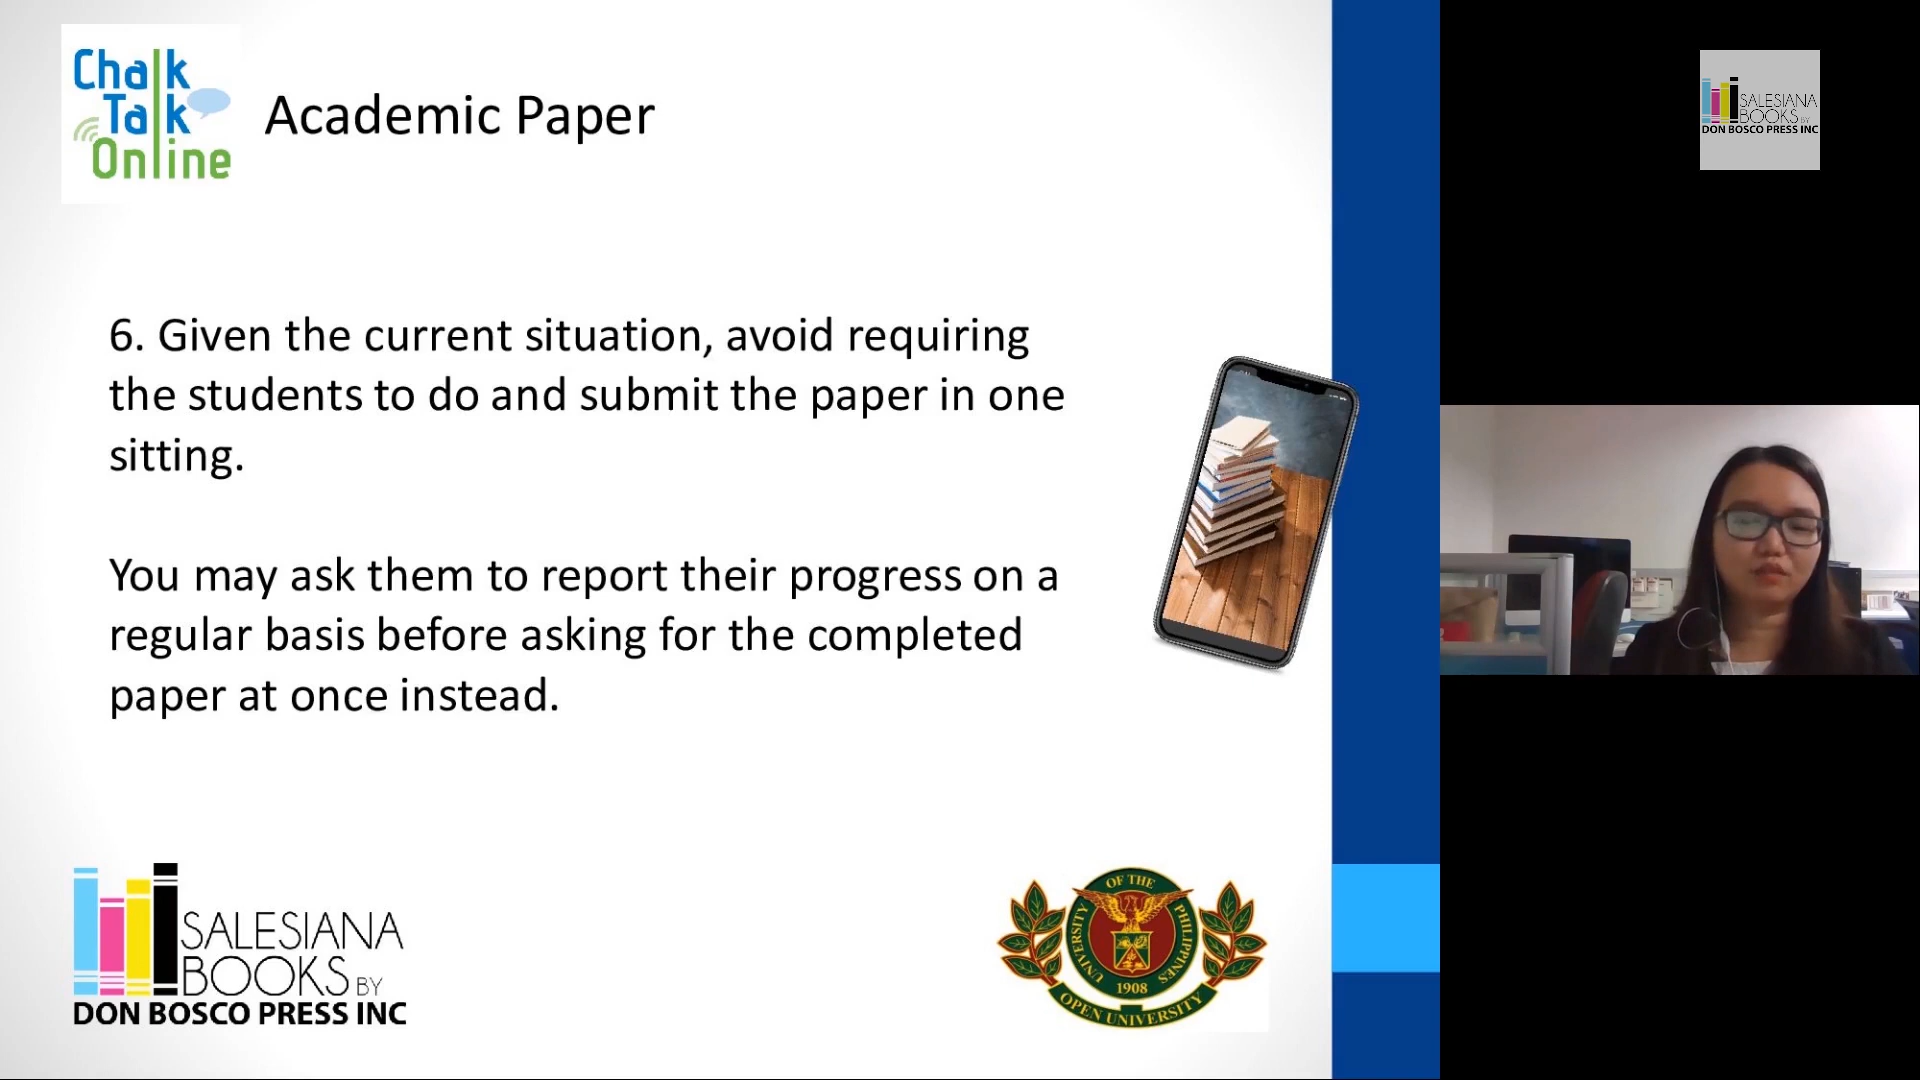 Chalk
Talk
Online
Academic Paper
6. Given the current situation, avoid requiring
the students to do and submit the paper in one
sitting.
You may ask them to report their progress on a
regular basis before asking for the completed
paper at once instead.
SALESIANA
BOOKS BY
DON BOSCO PRESS INC
UNIVERSITY OF THE PHILIPPINES
1908
OPEN UNIVERSITY
SALESIANA
BOOKS BY
DON BOSCO PRESS INC